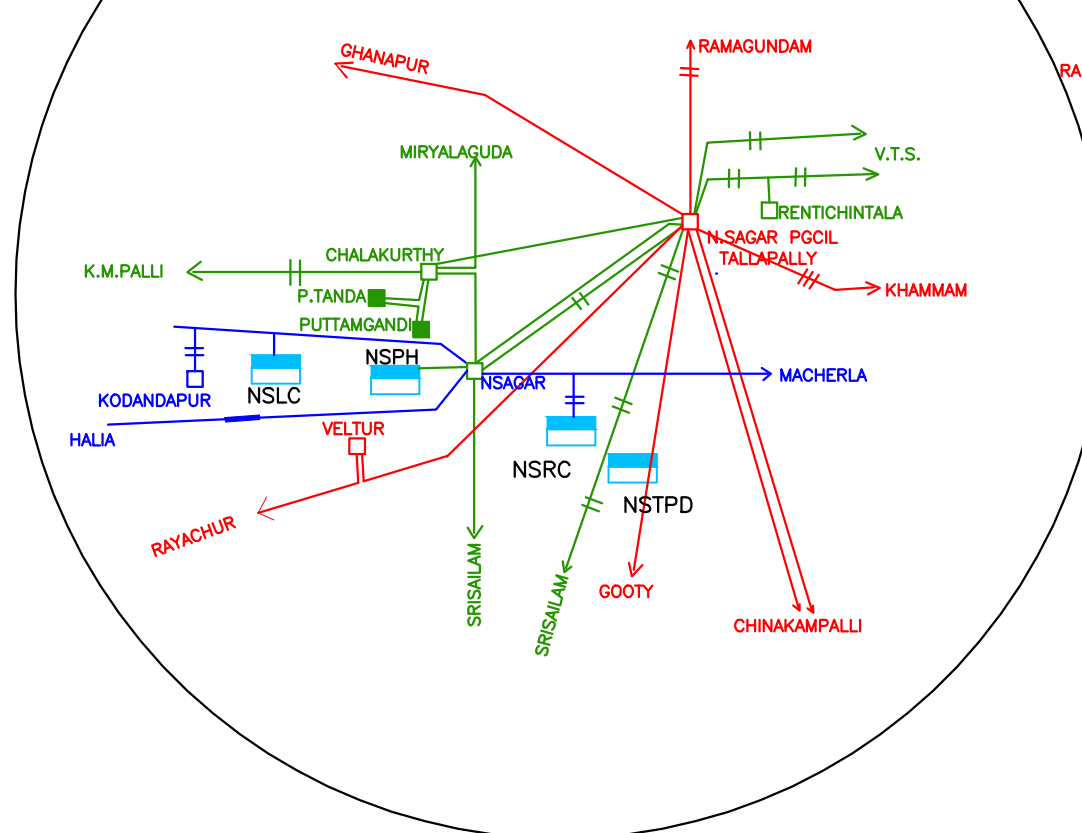 GHANAPUR
RAMAGUNDAM
RA
MIRYALAGUDA
V.T.S.
RENTICHINTALA
N.SAGAR PGCIL
TALLAPALLY
CHALAKURTHY
K.M.PALLI
P.TANDA
KHAMMAM
PUTTAMGANDI
NSPH
NSAGAR
MACHERLA
NSLC
KODANDAPUR
HALIA
VELTUR
NSRC
NSTPD
RAYACHUR
SRISAILAM
SRISAILAM
GOOTY
CHINAKAMPALLI